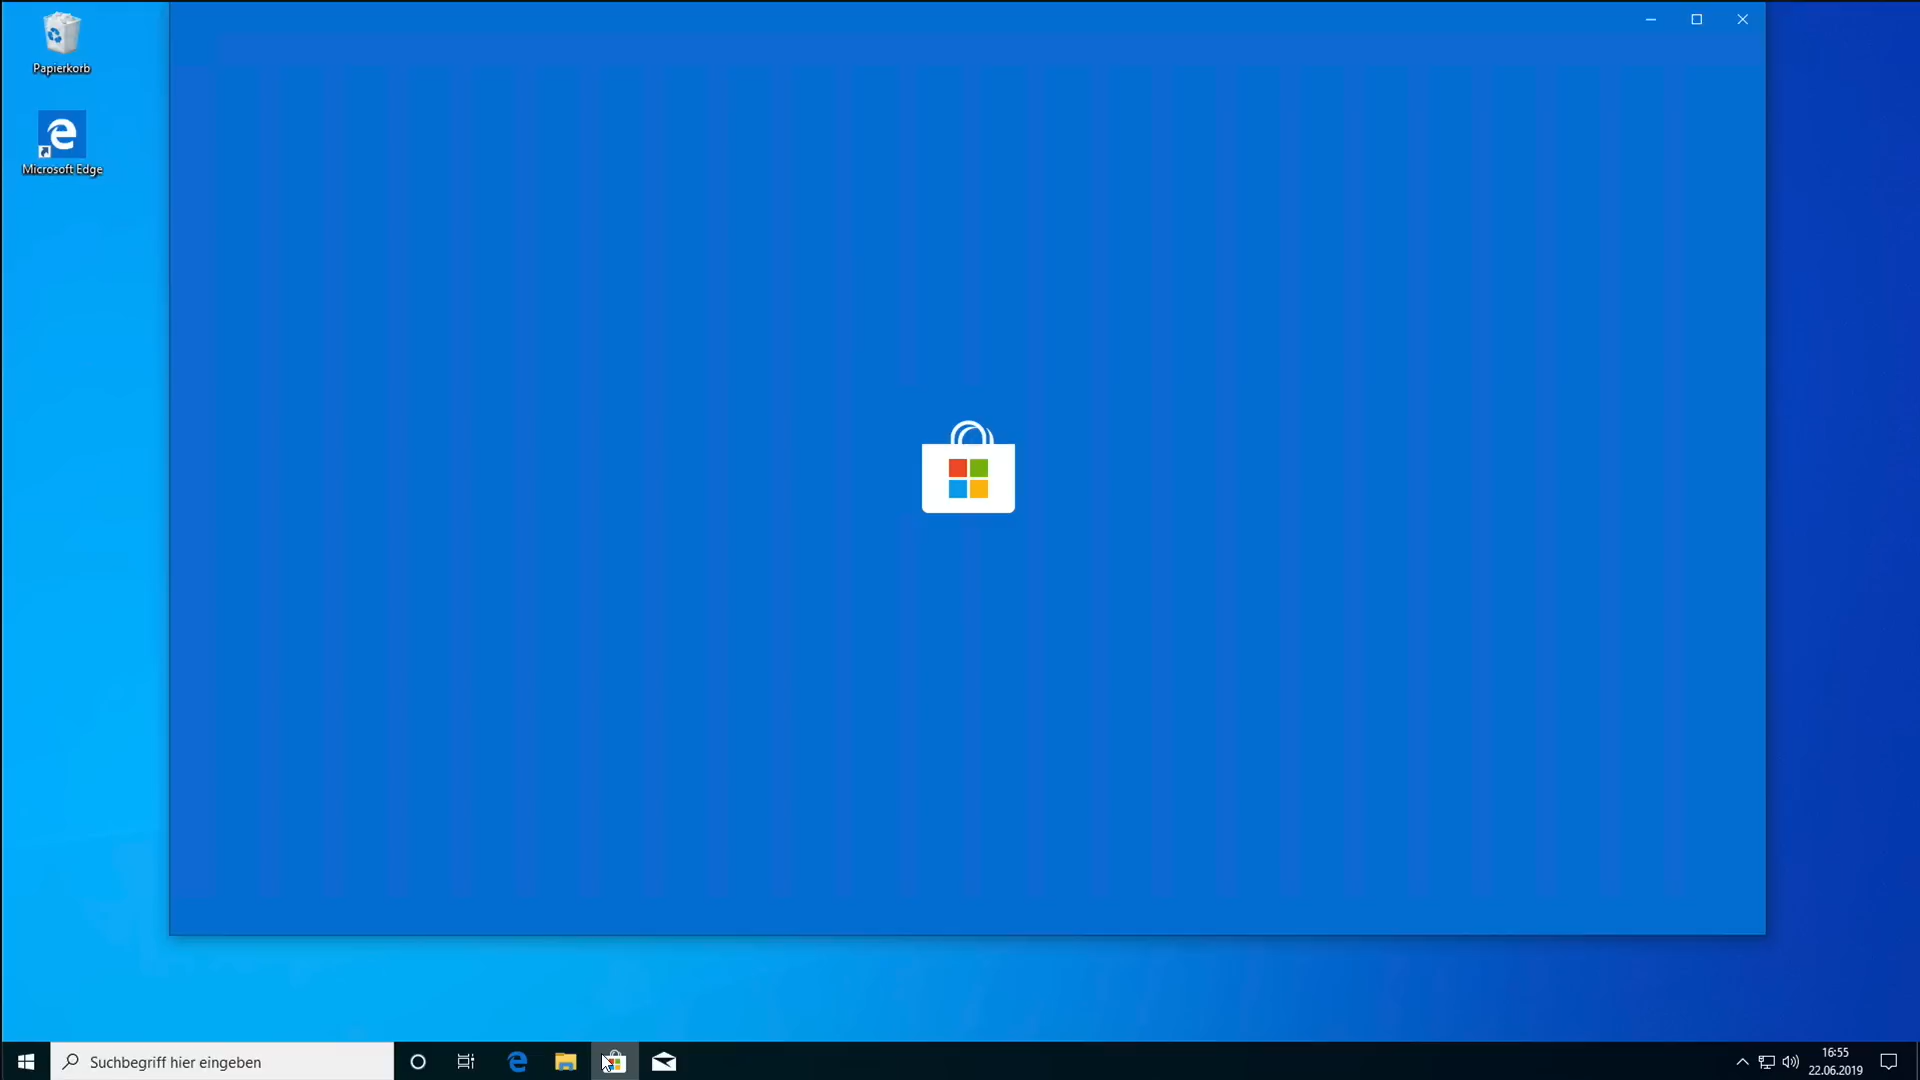 Papierkorb
Microsoft Edge
Suchbegriff hier eingeben
16:55
22.06.2019